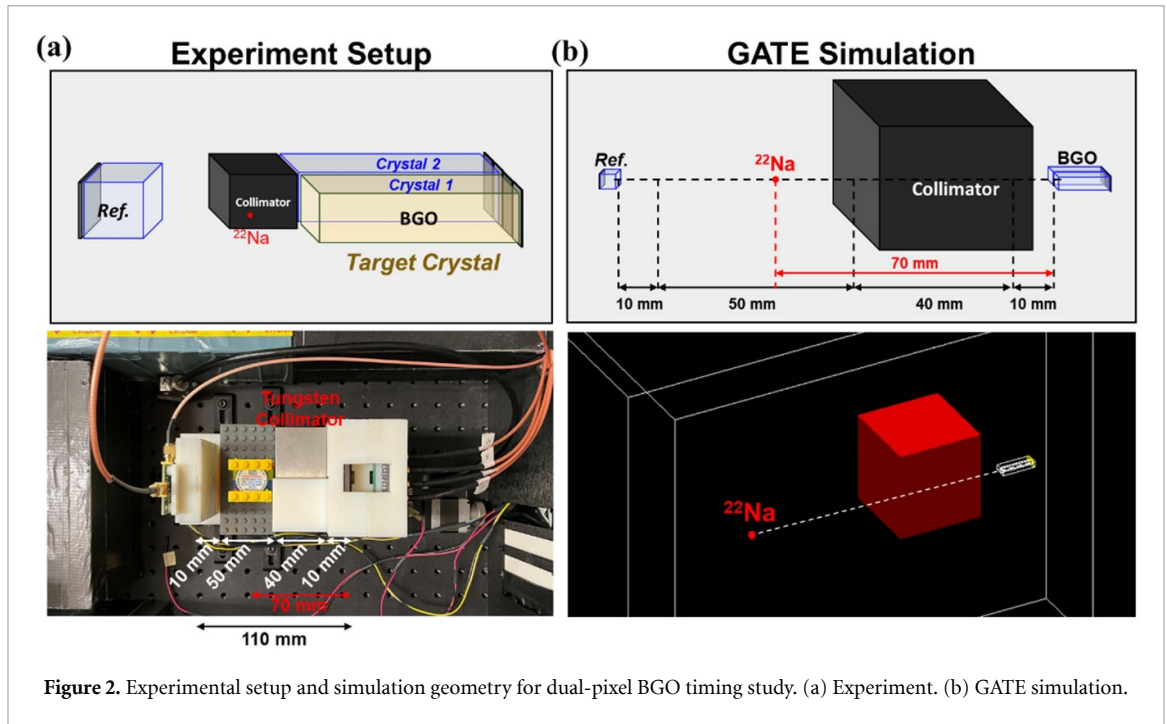 (a) Experiment Setup
Ref.
Collimator
²²Na
Crystal 2
Crystal 1
BGO
Target Crystal
Tungsten
Collimator
10 mm
50 mm
40 mm
10 mm
70 mm
110 mm
(b) GATE Simulation
Ref.
²²Na
Collimator
BGO
70 mm
10 mm
50 mm
40 mm
10 mm
²²Na
Figure 2. Experimental setup and simulation geometry for dual-pixel BGO timing study. (a) Experiment. (b) GATE simulation.